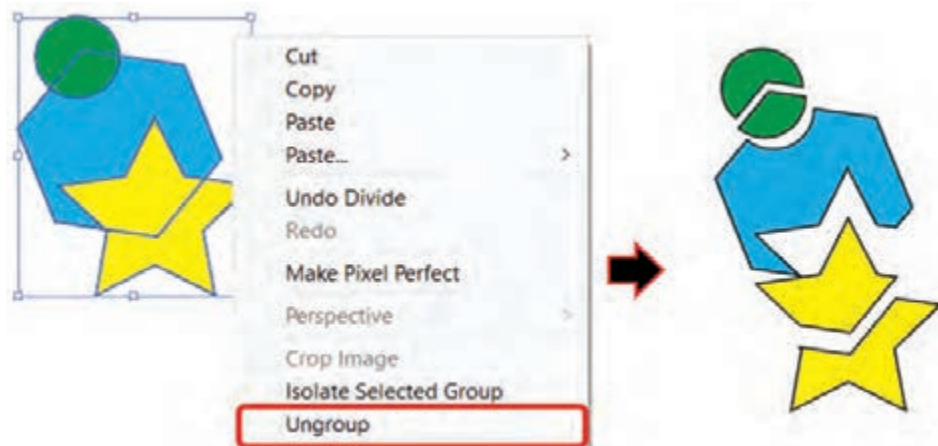 Cut
Copy
Paste
Paste...
Undo Divide
Redo
Make Pixel Perfect
Perspective
Crop Image
Isolate Selected Group
Ungroup